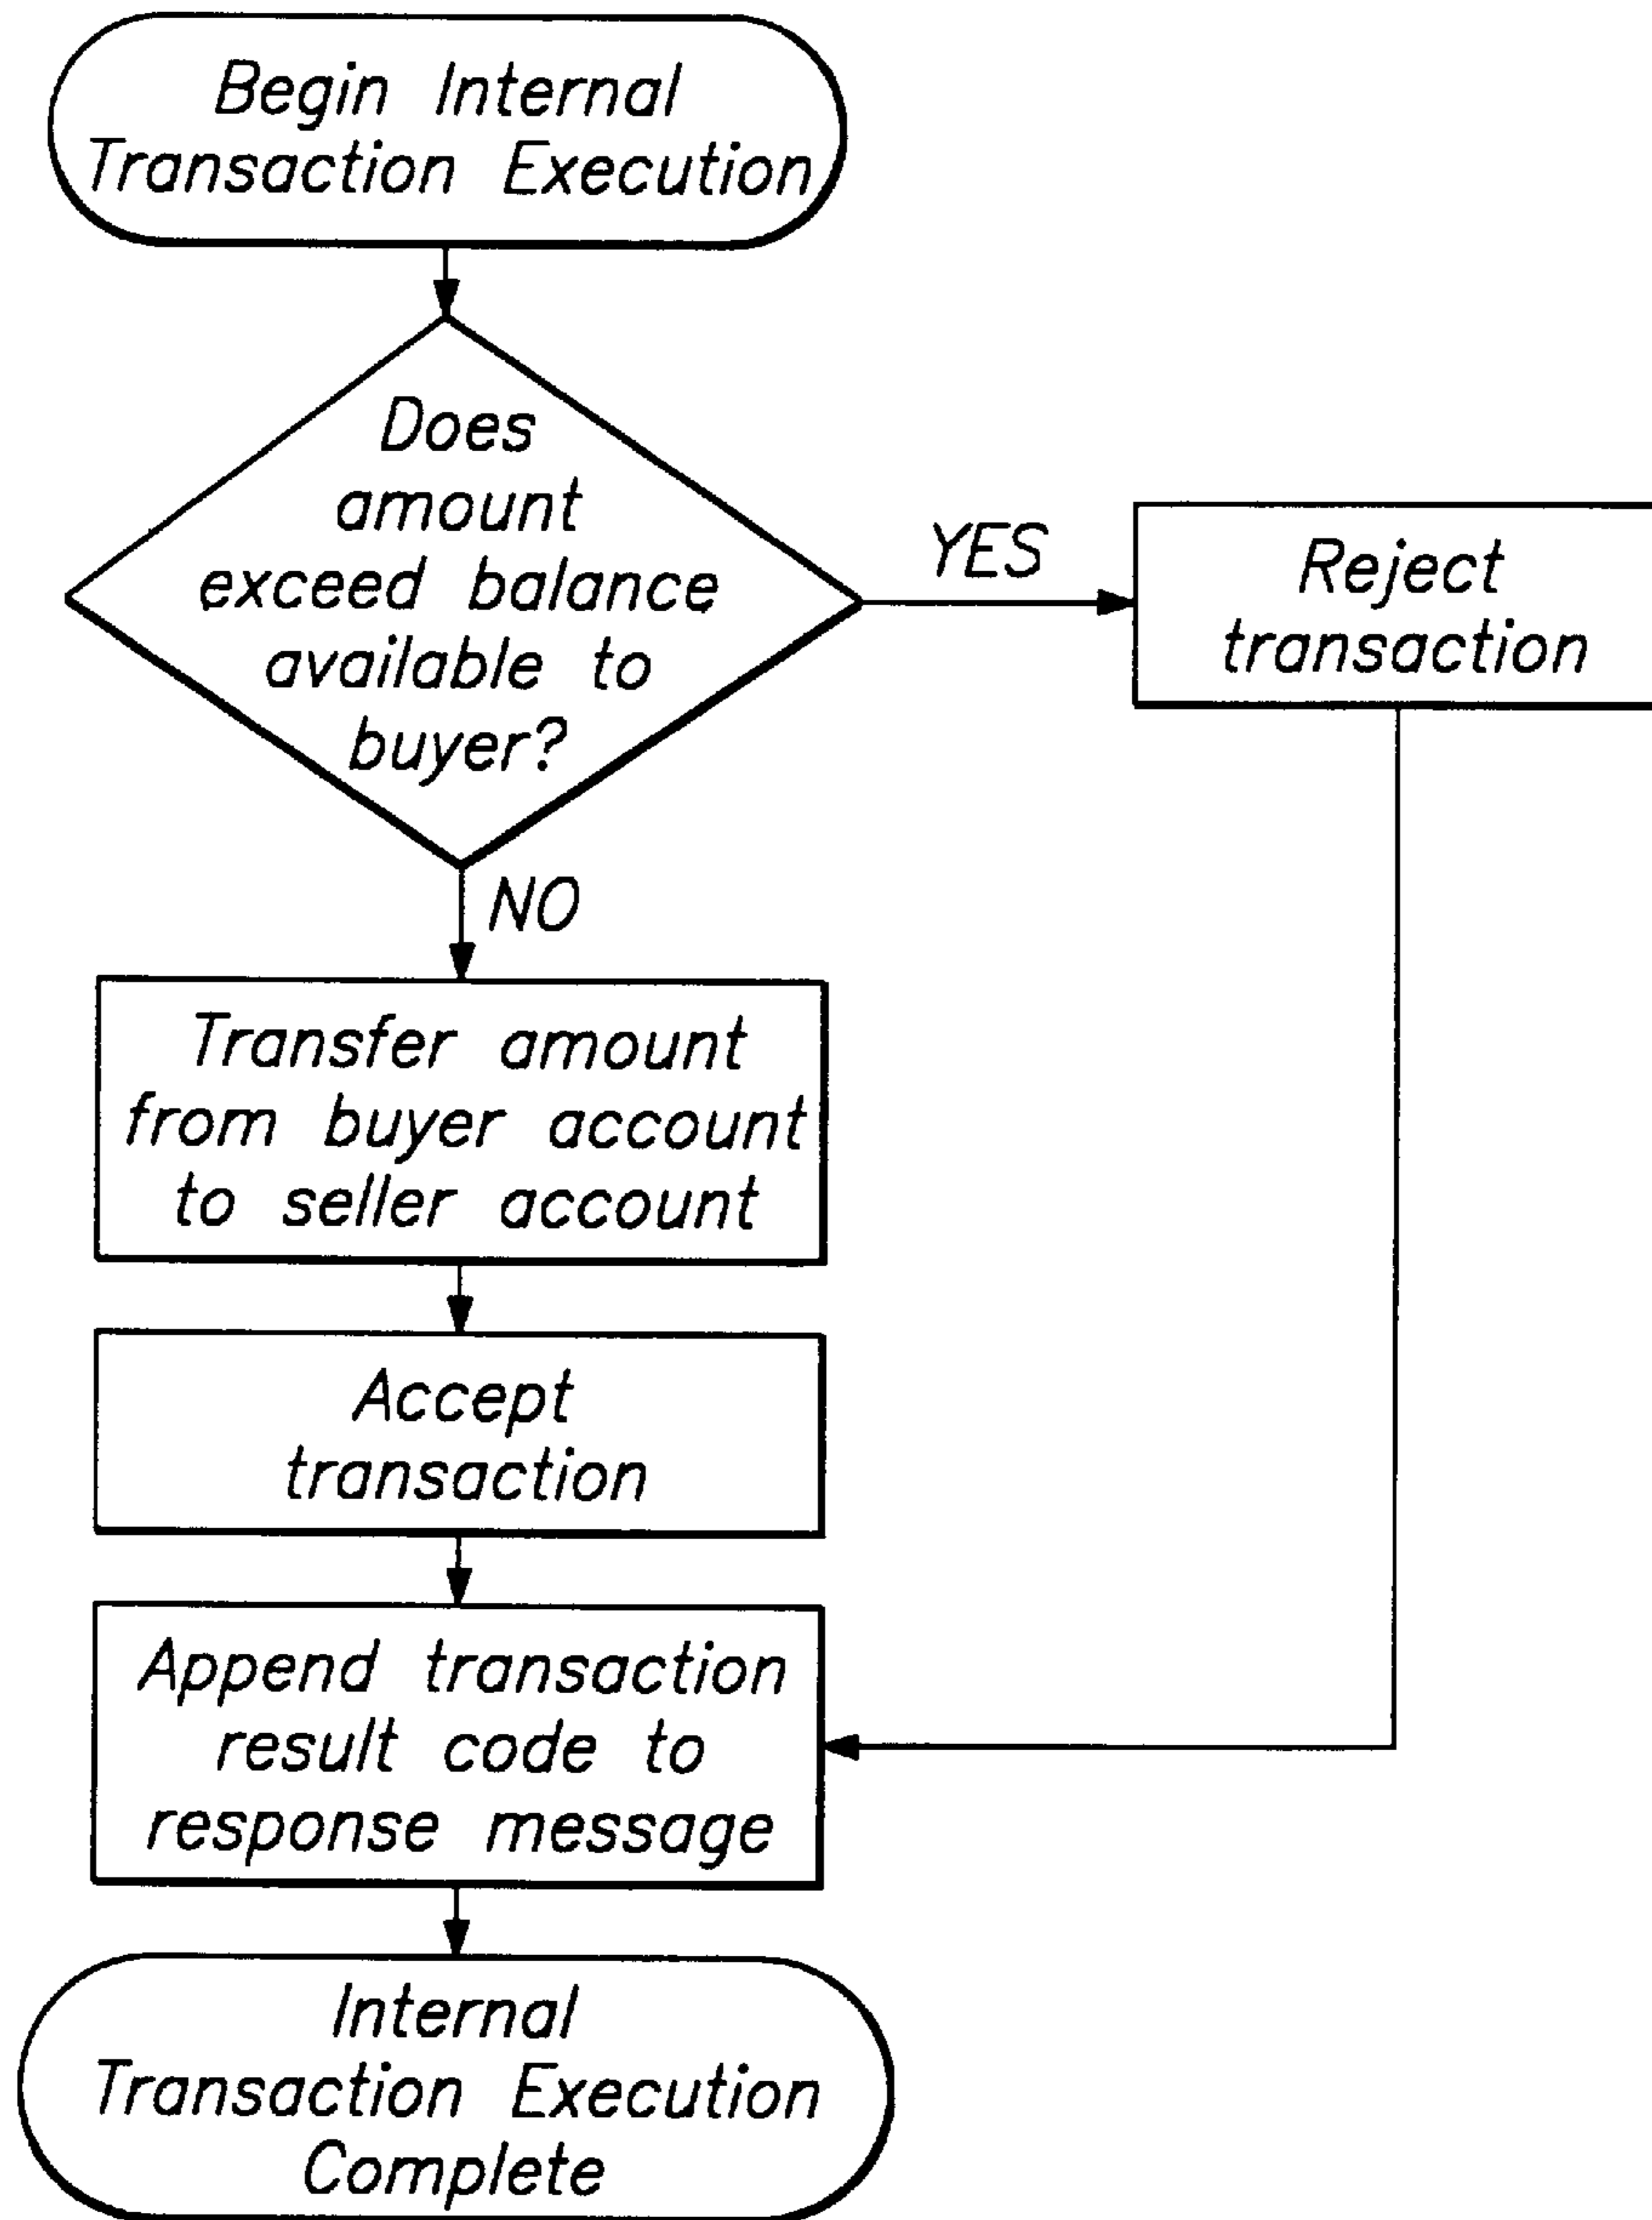 Begin Internal
Transaction Execution
Does
amount
exceed balance
available to
buyer?
YES
Reject
transaction
NO
Transfer amount
from buyer account
to seller account
Accept
transaction
Append transaction
result code to
response message
Internal
Transaction Execution
Complete